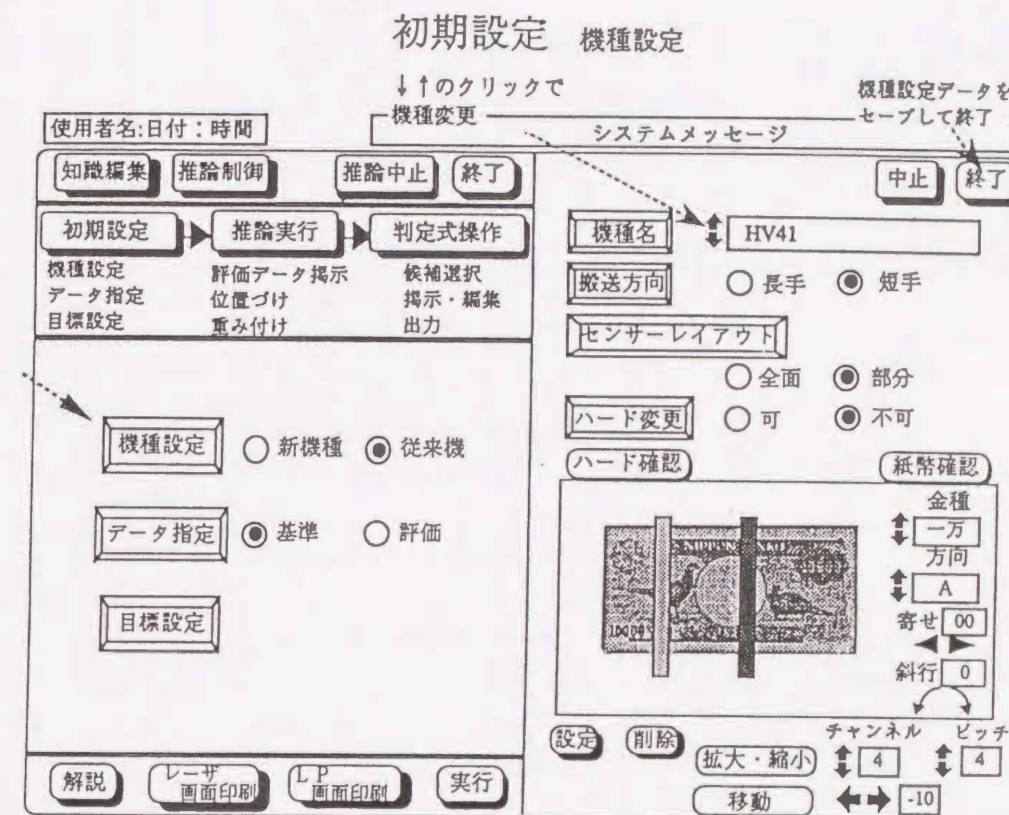 初期設定 機種設定
↓↑のクリックで
機種変更
機種設定データを
セーブして終了
使用者名:日付:時間
システムメッセージ
知識編集 推論制御 推論中止 終了
中止 終了
初期設定 推論実行 判定式操作
機種設定 評価データ掲示 候補選択
データ指定 位置づけ 掲示・編集
目標設定 重み付け 出力
機種名 HV41
搬送方向 長手 短手
センサーレイアウト
全面 部分
ハード変更 可 不可
ハード確認 紙幣確認
機種設定 新機種 従来機
データ指定 基準 評価
目標設定
金種
一万
方向
A
寄せ 00
斜行 0
設定 削除
チャンネル ピッチ
拡大・縮小 4 4
移動 -10
解説 レーザ
画面印刷 LP
画面印刷 実行